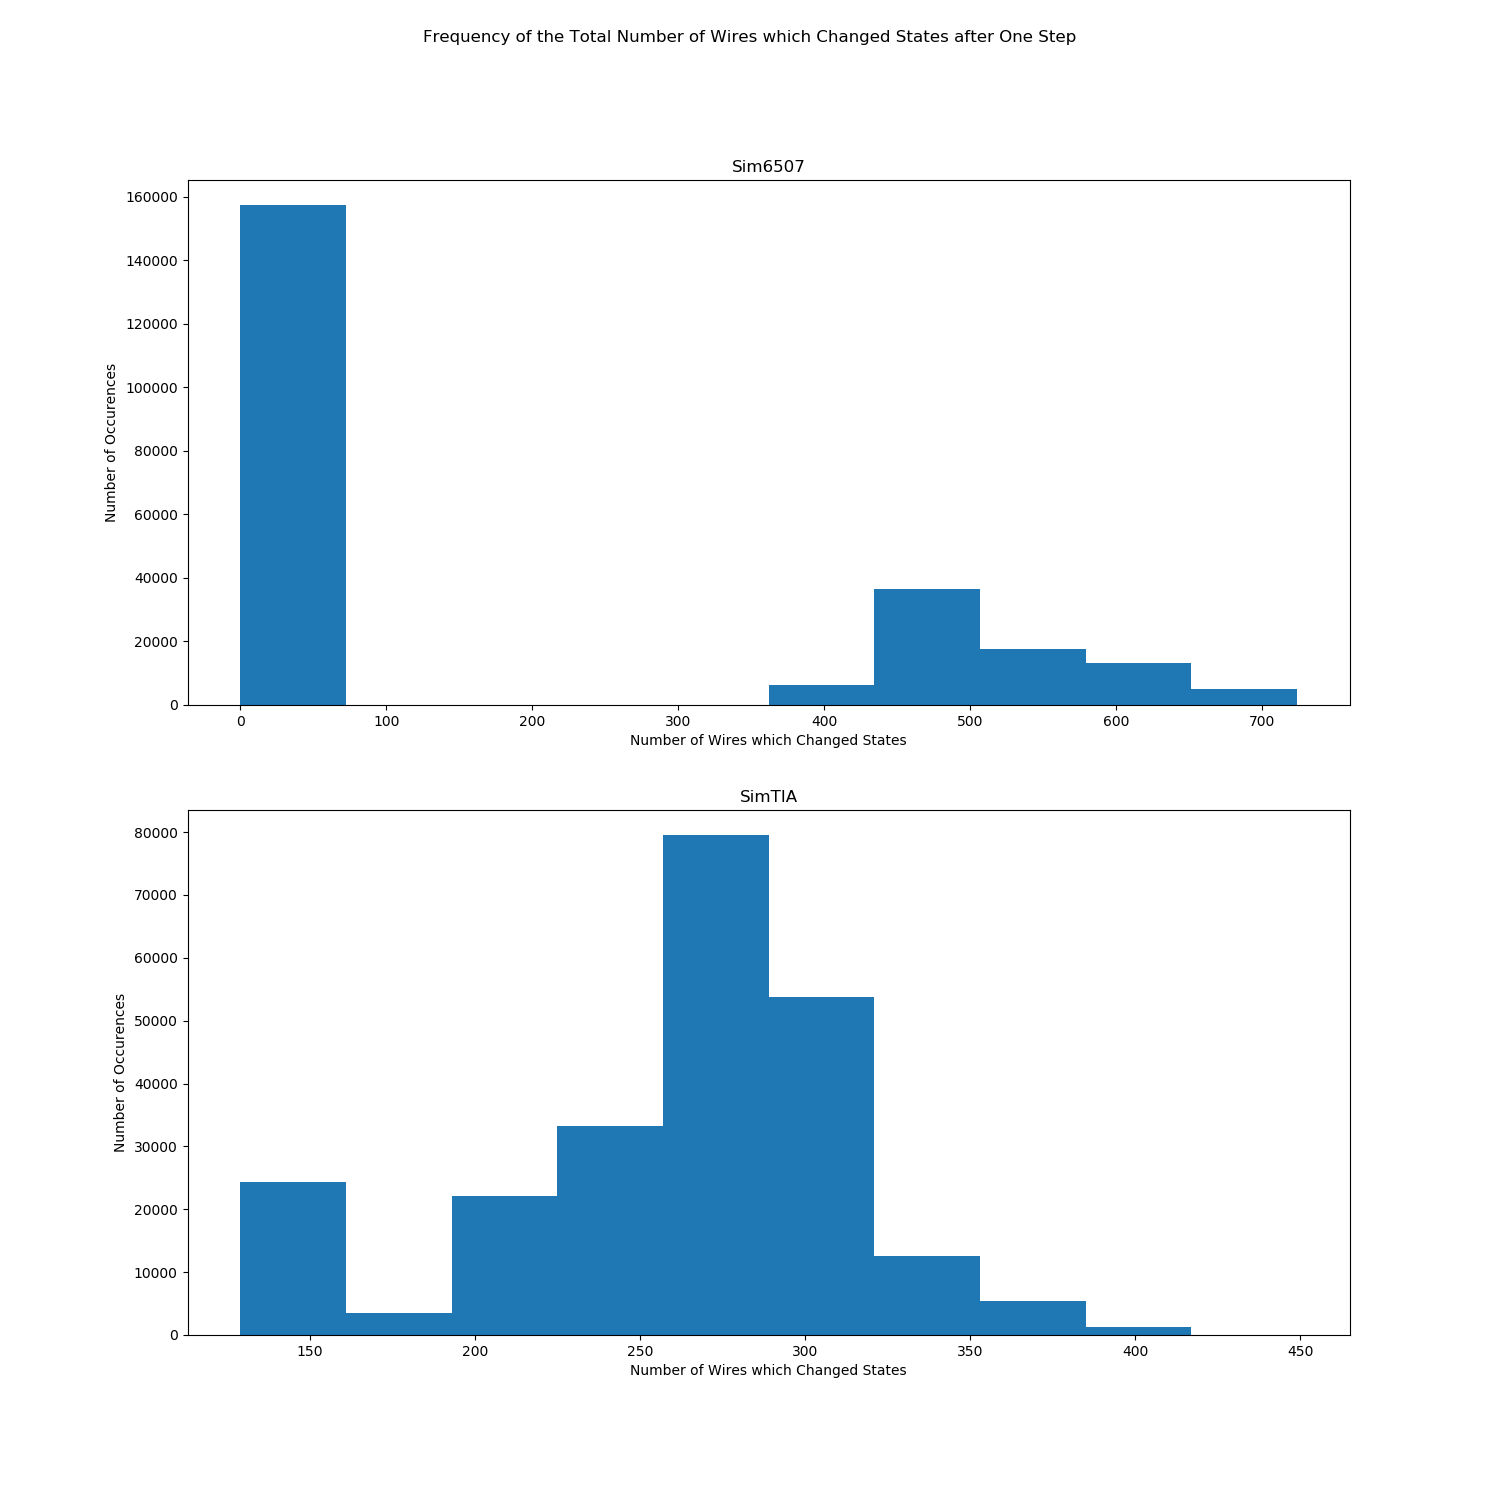 Frequency of the Total Number of Wires which Changed States after One Step
Sim6507
160000
140000
120000
100000
80000
60000
40000
20000
0
Number of Occurences
0 100 200 300 400 500 600 700
Number of Wires which Changed States
SimTIA
80000
70000
60000
50000
40000
30000
20000
10000
0
Number of Occurences
150 200 250 300 350 400 450
Number of Wires which Changed States